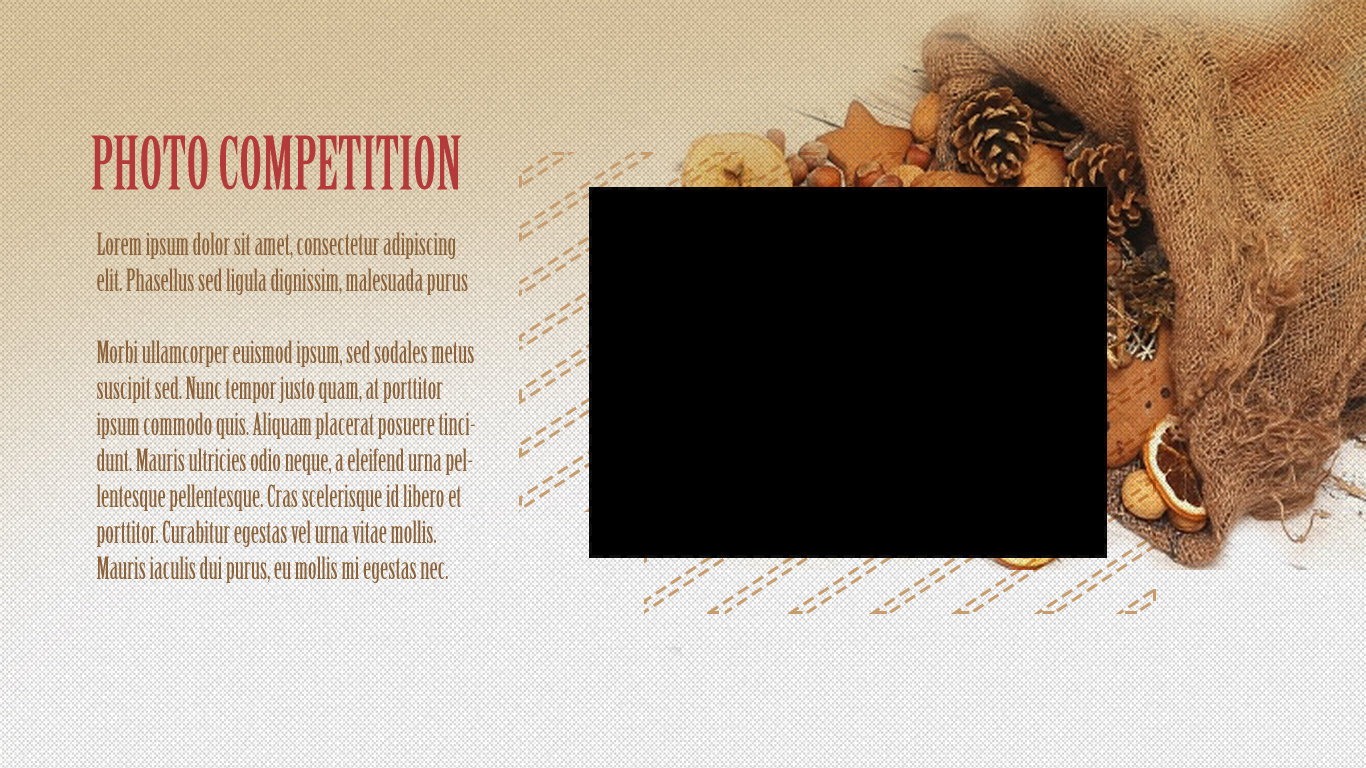 PHOTO COMPETITION
Lorem ipsum dolor sit amet, consectetur adipiscing
elit. Phasellus sed ligula dignissim, malesuada purus
Morbi ullamcorper euismod ipsum, sed sodales metus
suscipit sed. Nunc tempor justo quam, at porttitor
ipsum commodo quis. Aliquam placerat posuere tinci-
dunt. Mauris ultricies odio neque, a eleifend urna pel-
lentesque pellentesque. Cras scelerisque id libero et
porttitor. Curabitur egestas vel urna vitae mollis.
Mauris iaculis dui purus, eu mollis mi egestas nec.